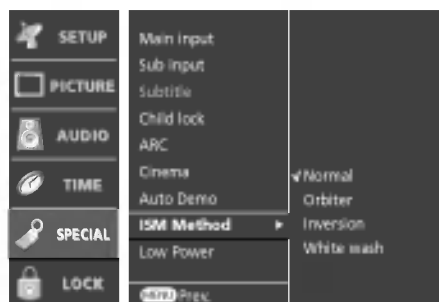 SETUP
PICTURE
AUDIO
TIME
SPECIAL
LOCK
Main input
Sub input
Subtitle
Child lock
ARC
Cinema
Auto Demo
ISM Method
Low Power
MENU Prev.
Normal
Orbiter
Inversion
White wash